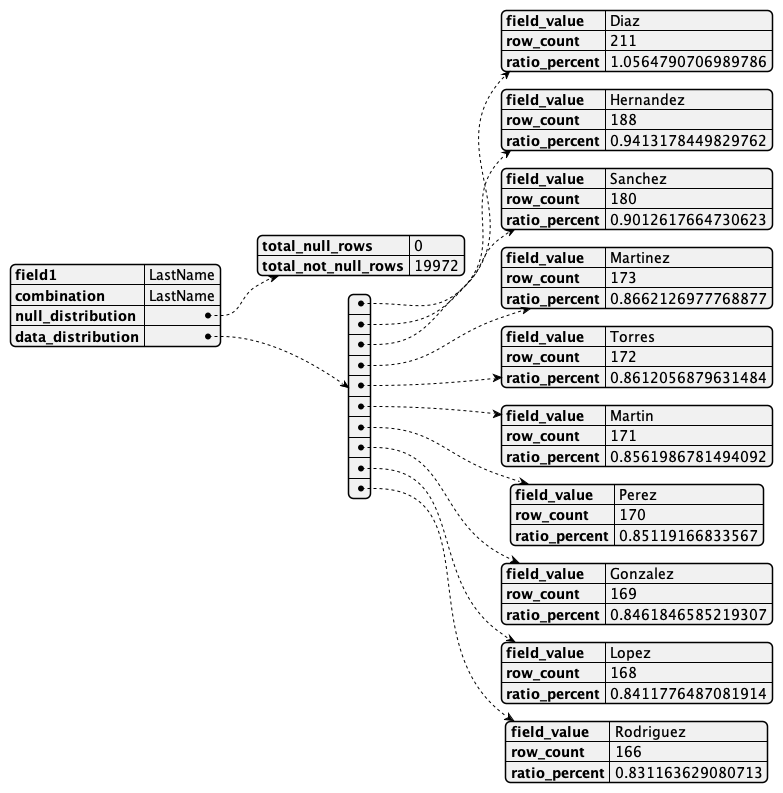 field1 LastName
combination LastName
null_distribution
data_distribution
total_null_rows 0
total_not_null_rows 19972
field_value Diaz
row_count 211
ratio_percent 1.0564790706989786
field_value Hernandez
row_count 188
ratio_percent 0.9413178449829762
field_value Sanchez
row_count 180
ratio_percent 0.9012617664730623
field_value Martinez
row_count 173
ratio_percent 0.8662126977768877
field_value Torres
row_count 172
ratio_percent 0.8612056879631484
field_value Martin
row_count 171
ratio_percent 0.8561986781494092
field_value Perez
row_count 170
ratio_percent 0.85119166833567
field_value Gonzalez
row_count 169
ratio_percent 0.8461846585219307
field_value Lopez
row_count 168
ratio_percent 0.8411776487081914
field_value Rodriguez
row_count 166
ratio_percent 0.831163629080713